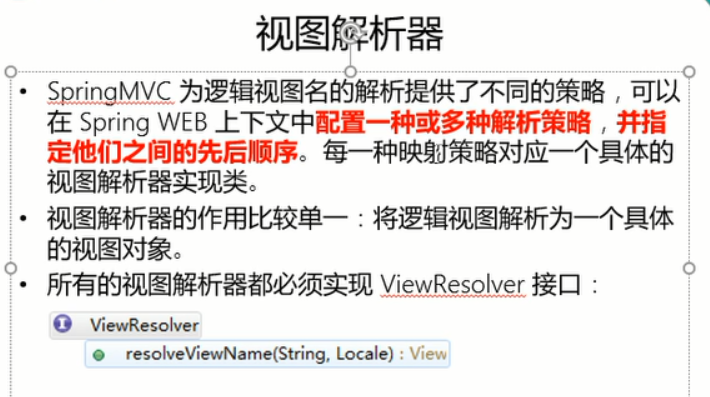 视图解析器
• SpringMVC 为逻辑视图名的解析提供了不同的策略，可以
在 Spring WEB 上下文中配置一种或多种解析策略，并指
定他们之间的先后顺序。每一种映射策略对应一个具体的
视图解析器实现类。
• 视图解析器的作用比较单一：将逻辑视图解析为一个具体
的视图对象。
• 所有的视图解析器都必须实现 ViewResolver 接口：
I ViewResolver
resolveViewName(String, Locale) : View